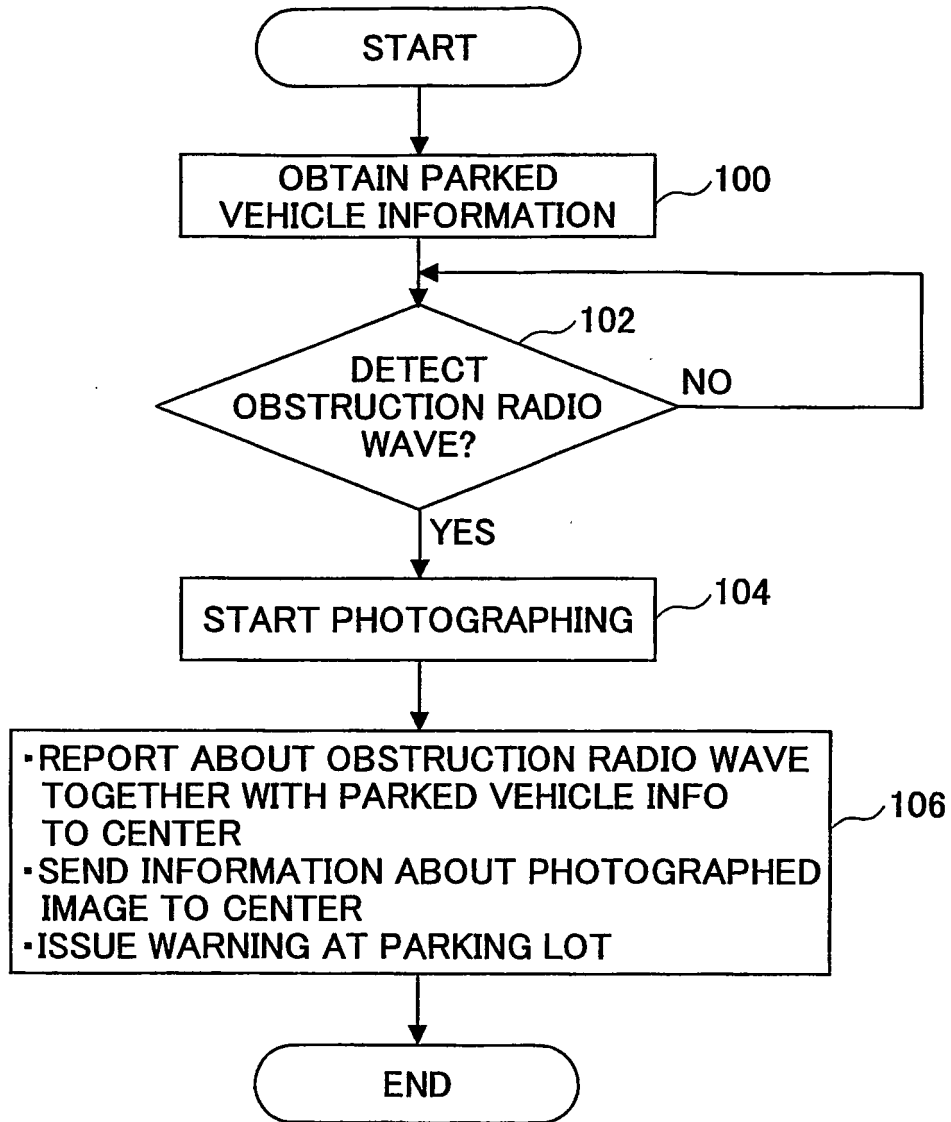 START
OBTAIN PARKED
VEHICLE INFORMATION
100
102
DETECT
OBSTRUCTION RADIO
WAVE?
NO
YES
START PHOTOGRAPHING
104
・REPORT ABOUT OBSTRUCTION RADIO WAVE
TOGETHER WITH PARKED VEHICLE INFO
TO CENTER
・SEND INFORMATION ABOUT PHOTOGRAPHED
IMAGE TO CENTER
・ISSUE WARNING AT PARKING LOT
106
END